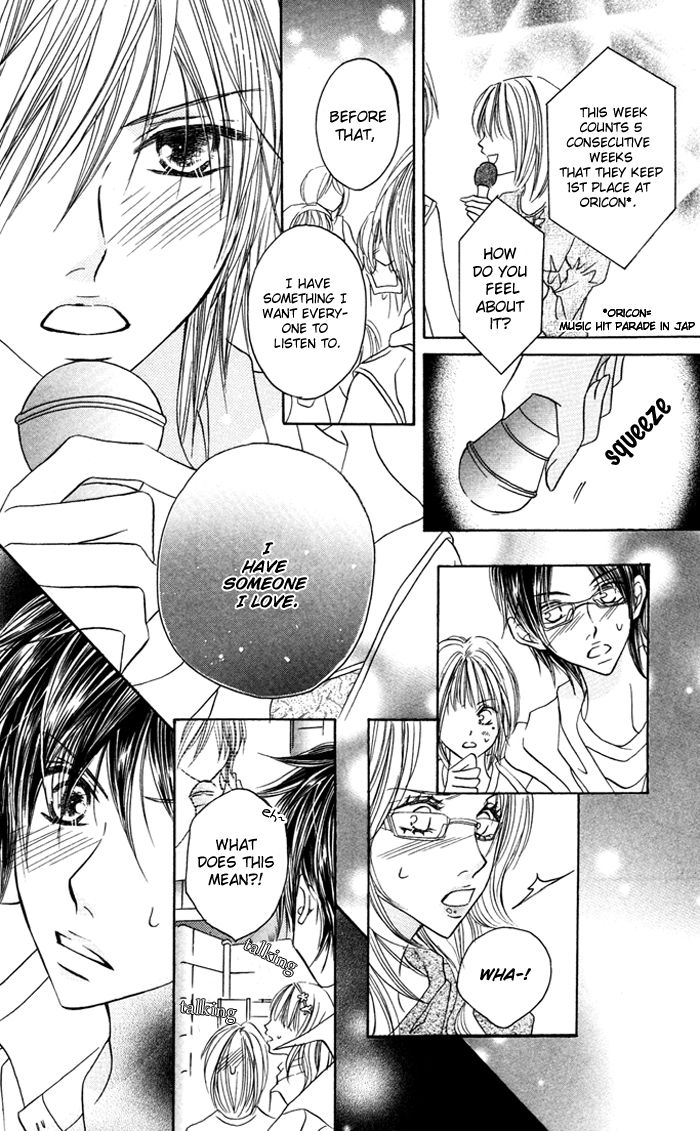 THIS WEEK
COUNTS 5
CONSECUTIVE
WEEKS
THAT THEY KEEP
1ST PLACE AT
ORICON*.
HOW
DO YOU
FEEL
ABOUT
IT?
*ORICON=
MUSIC HIT PARADE IN JAP
BEFORE
THAT,
I HAVE
SOMETHING I
WANT EVERY-
ONE TO
LISTEN TO.
squeeze
I
HAVE
SOMEONE
I LOVE.
WHA-!
eh?
WHAT
DOES THIS
MEAN?!
talking
talking